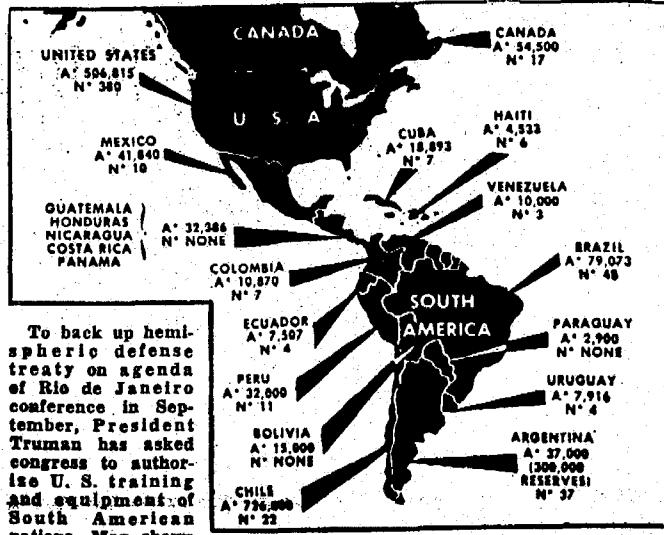 CANADA
CANADA
A° 54,500
N° 17
UNITED STATES
A° 506,815
N° 380
U S A
HAITI
A° 4,533
N° 6
CUBA
A° 18,893
N° 7
MEXICO
A° 41,840
N° 10
VENEZUELA
A° 10,000
N° 3
GUATEMALA
HONDURAS
NICARAGUA
COSTA RICA
PANAMA
A° 32,386
N° NONE
BRAZIL
A° 79,073
N° 48
COLOMBIA
A° 10,870
N° 7
SOUTH
AMERICA
ECUADOR
A° 7,507
N° 4
PARAGUAY
A° 2,900
N° NONE
PERU
A° 32,000
N° 11
URUGUAY
A° 7,916
N° 4
BOLIVIA
A° 15,000
N° NONE
ARGENTINA
A° 37,000
(300,000
RESERVES)
N° 37
CHILE
N° 22
To back up hemi-
spheric defense
treaty on agenda
of Rio de Janeiro
conference in Sep-
tember, President
Truman has asked
congress to author-
ize U. S. training
and equipment of
South American
nations. Map shows